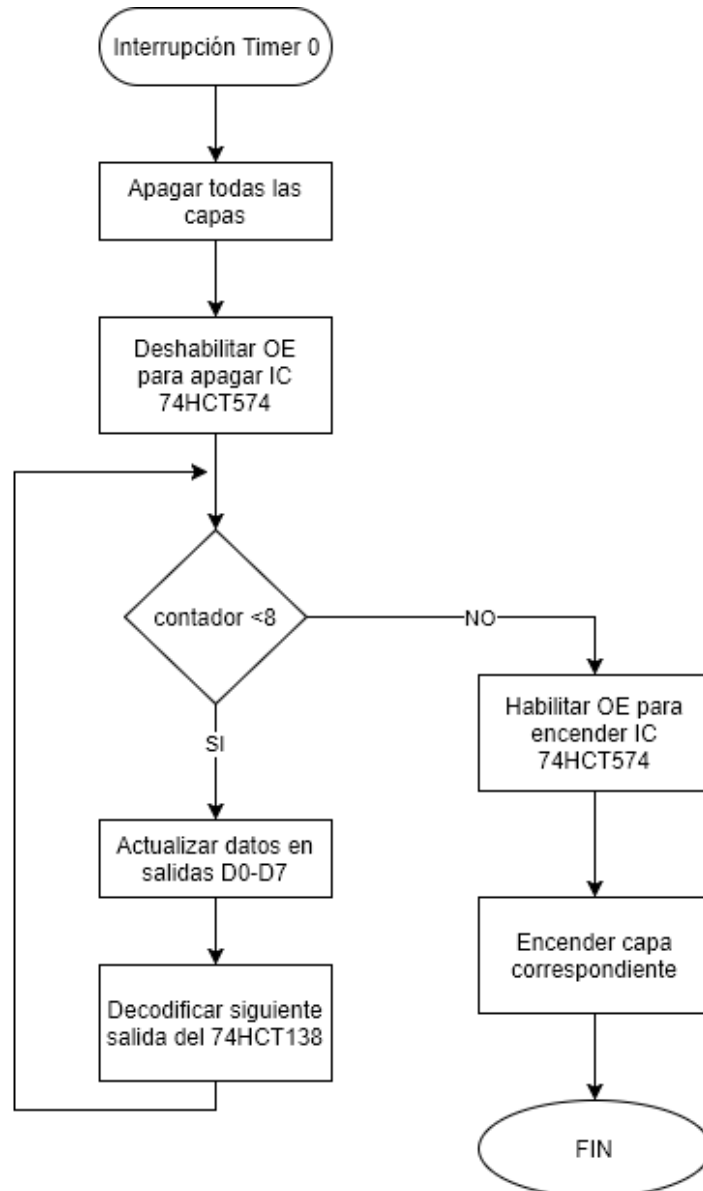 Interrupción Timer 0
Apagar todas las
capas
Deshabilitar OE
para apagar IC
74HCT574
contador <8
NO
SI
Habilitar OE para
encender IC
74HCT574
Actualizar datos en
salidas D0-D7
Encender capa
correspondiente
Decodificar siguiente
salida del 74HCT138
FIN